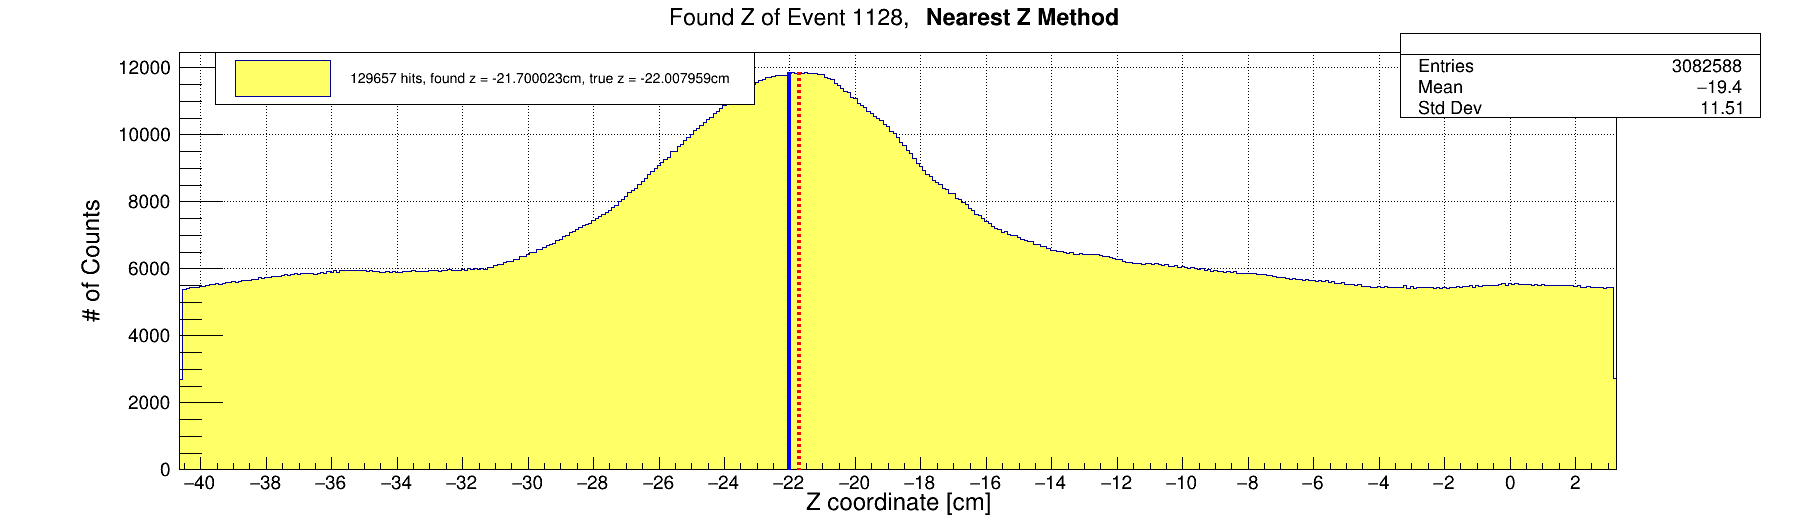 Found Z of Event 1128, Nearest Z Method
129657 hits, found z = -21.700023cm, true z = -22.007959cm
Entries 3082588
Mean −19.4
Std Dev 11.51
# of Counts
12000
10000
8000
6000
4000
2000
0
−40 −38 −36 −34 −32 −30 −28 −26 −24 −22 −20 −18 −16 −14 −12 −10 −8 −6 −4 −2 0 2
Z coordinate [cm]